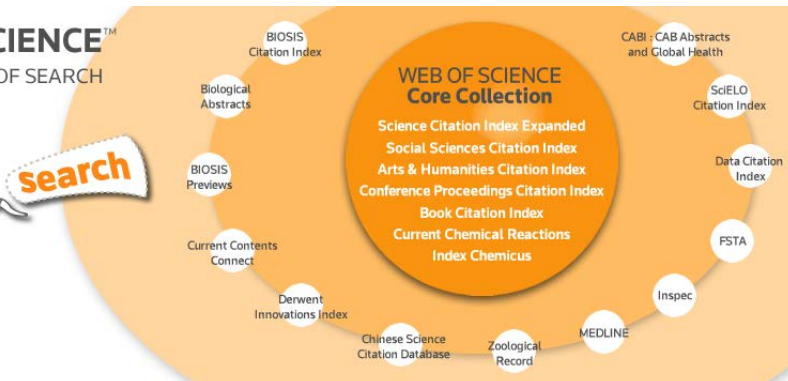 CIENCE™
OF SEARCH
search
WEB OF SCIENCE
Core Collection
Science Citation Index Expanded
Social Sciences Citation Index
Arts & Humanities Citation Index
Conference Proceedings Citation Index
Book Citation Index
Current Chemical Reactions
Index Chemicus
BIOSIS
Citation Index
Biological
Abstracts
BIOSIS
Previews
Current Contents
Connect
Derwent
Innovations Index
Chinese Science
Citation Database
Zoological
Record
MEDLINE
Inspec
FSTA
Data Citation
Index
SciELO
Citation Index
CABI : CAB Abstracts
and Global Health